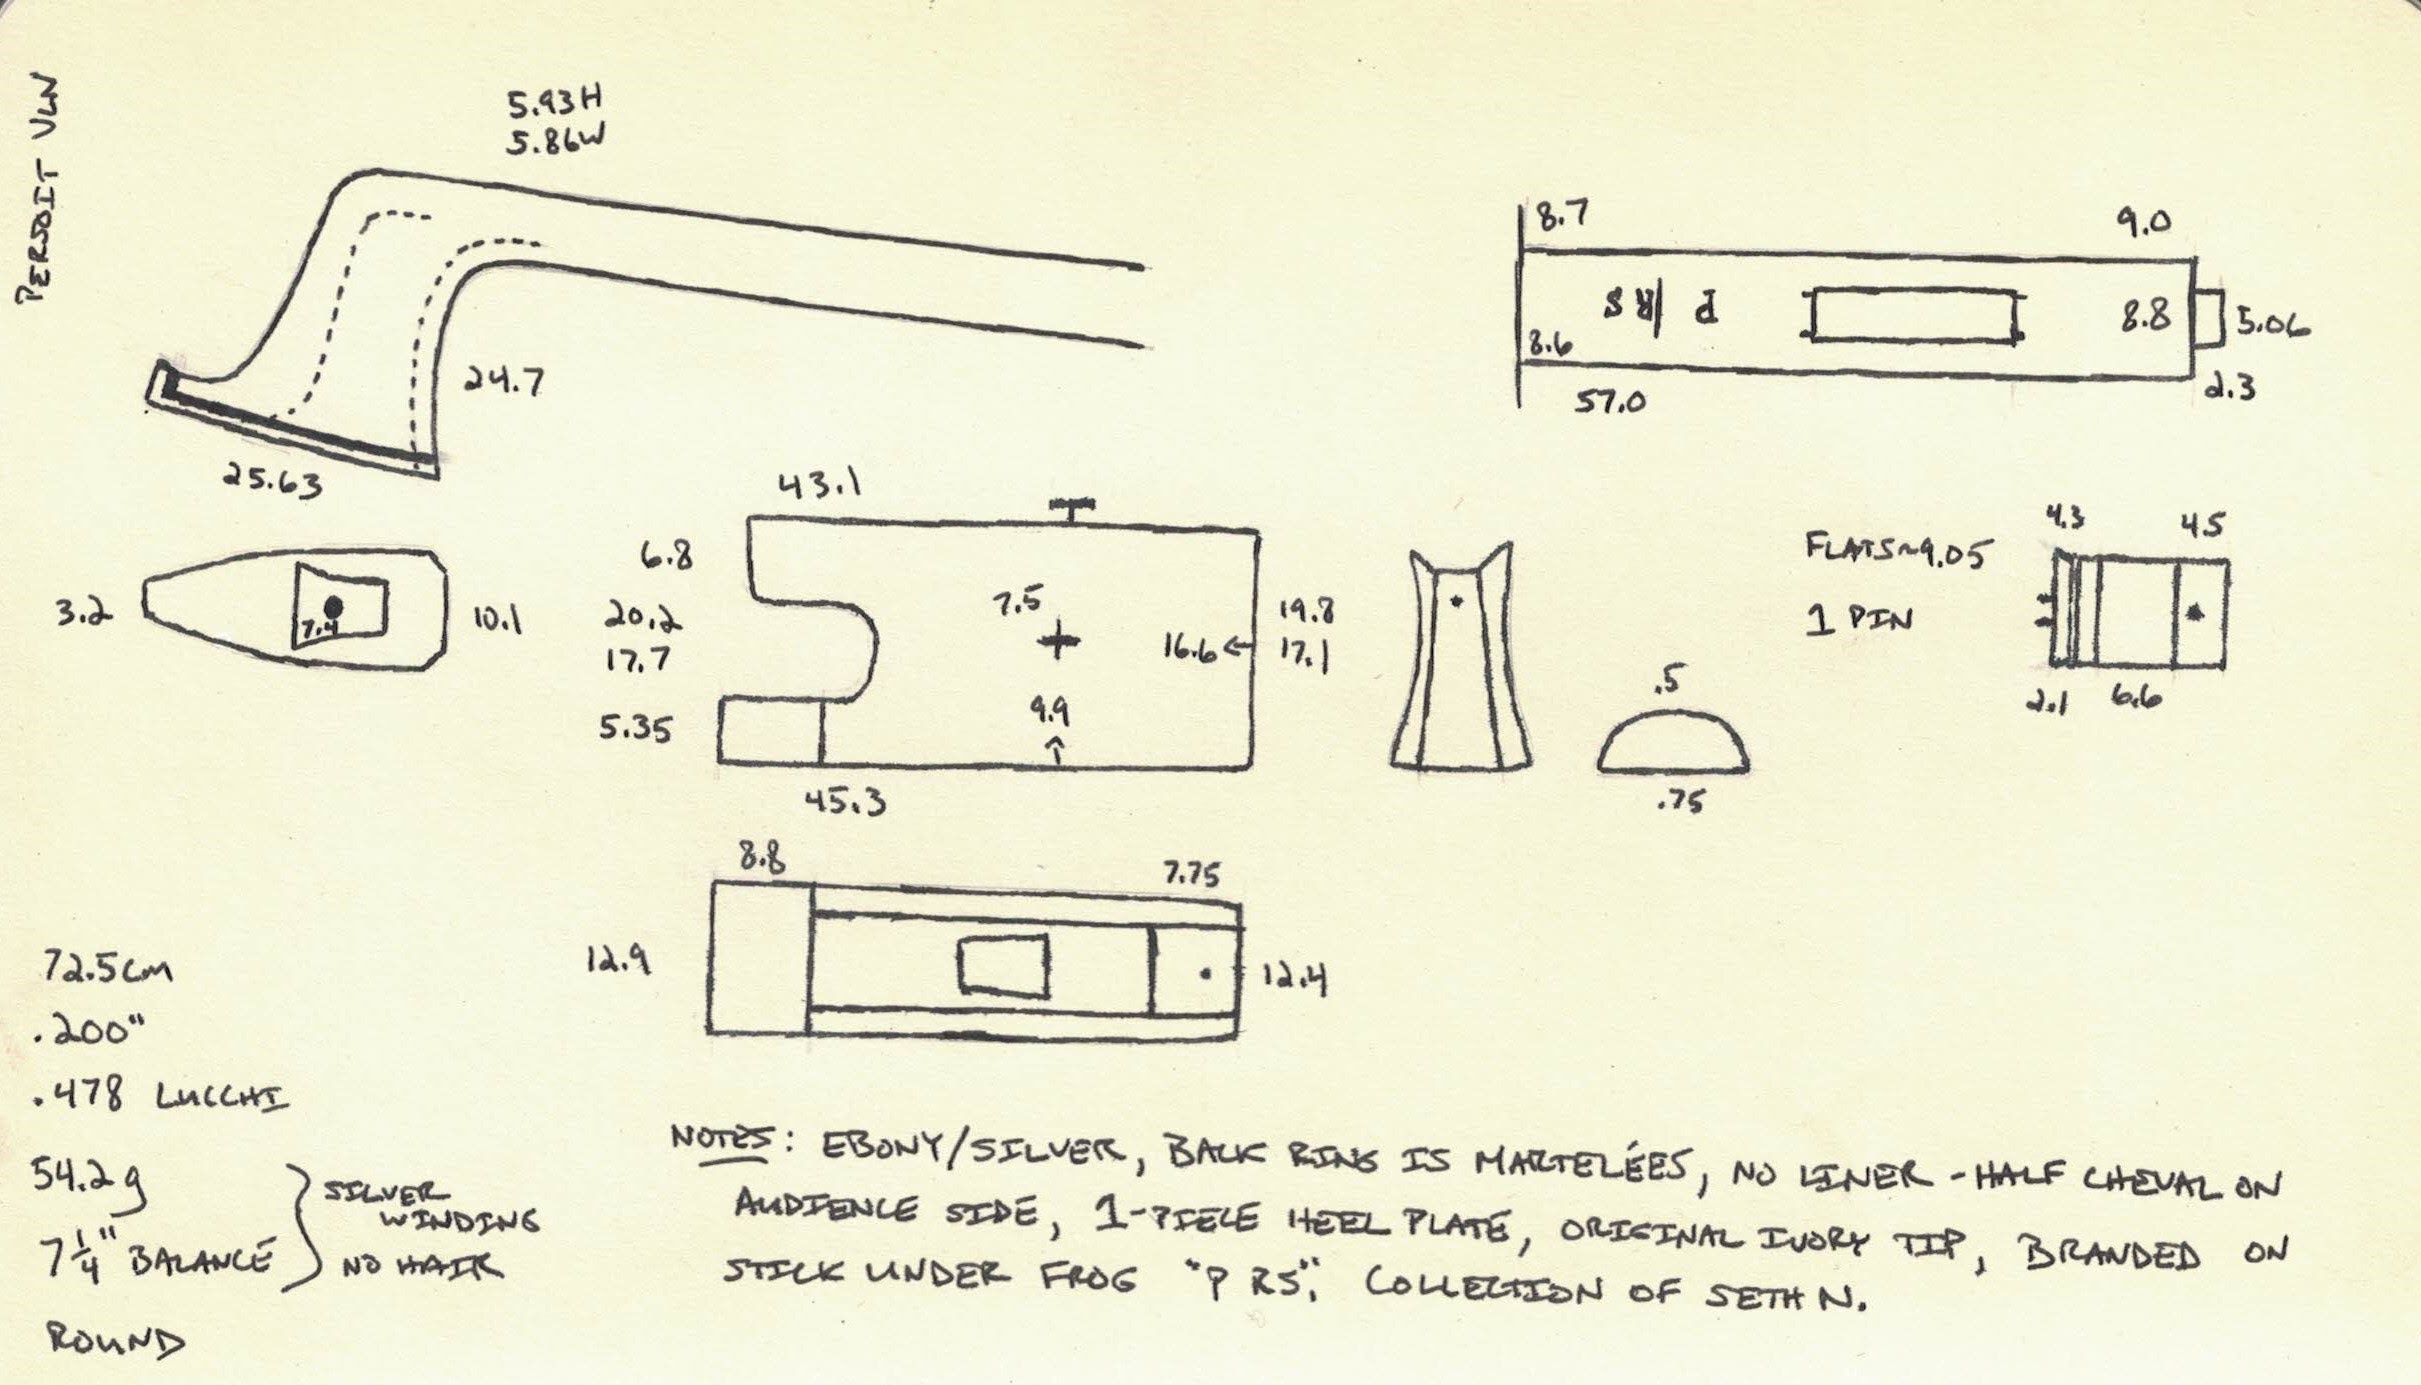 PERSOIT VLN
5.93H
5.86W
24.7
25.63
8.7
9.0
P RS
8.8
5.06
8.6
57.0
2.3
3.2
7.4
10.1
43.1
6.8
20.2
17.7
5.35
7.5
16.6
9.9
19.8
17.1
45.3
.5
.75
FLATS~9.05
1 PIN
4.3
4.5
2.1
6.6
8.8
7.75
12.9
12.4
72.5cm
.200"
.478 LUCCHI
54.2g
7 1/4" BALANCE
SILVER
WINDING
NO HAIR
ROUND
NOTES: EBONY/SILVER, BACK RING IS MARTELÉES, NO LINER - HALF CHEVAL ON
AUDIENCE SIDE, 1-PIECE HEEL PLATE, ORIGINAL IVORY TIP, BRANDED ON
STICK UNDER FROG "P RS". COLLECTION OF SETH N.